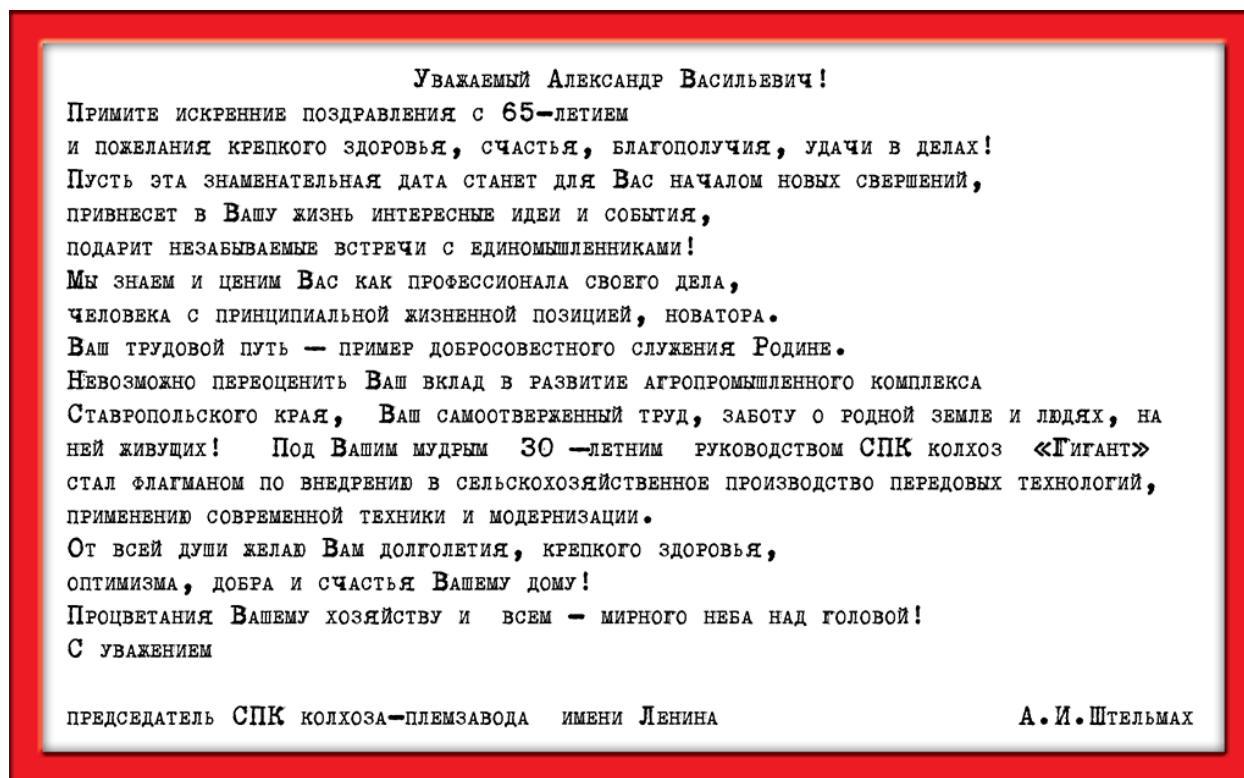 Уважаемый Александр Васильевич!
Примите искренние поздравления с 65-летием
и пожелания крепкого здоровья, счастья, благополучия, удачи в делах!
Пусть эта знаменательная дата станет для Вас началом новых свершений,
привнесет в Вашу жизнь интересные идеи и события,
подарит незабываемые встречи с единомышленниками!
Мы знаем и ценим Вас как профессионала своего дела,
человека с принципиальной жизненной позицией, новатора.
Ваш трудовой путь – пример добросовестного служения Родине.
Невозможно переоценить Ваш вклад в развитие агропромышленного комплекса
Ставропольского края, Ваш самоотверженный труд, заботу о родной земле и людях, на
ней живущих! Под Вашим мудрым 30 –летним руководством СПК колхоз «Гигант»
стал флагманом по внедрению в сельскохозяйственное производство передовых технологий,
применению современной техники и модернизации.
От всей души желаю Вам долголетия, крепкого здоровья,
оптимизма, добра и счастья Вашему дому!
Процветания Вашему хозяйству и всем – мирного неба над головой!
С уважением
председатель СПК колхоза-племзавода имени Ленина А.И.Штельмах